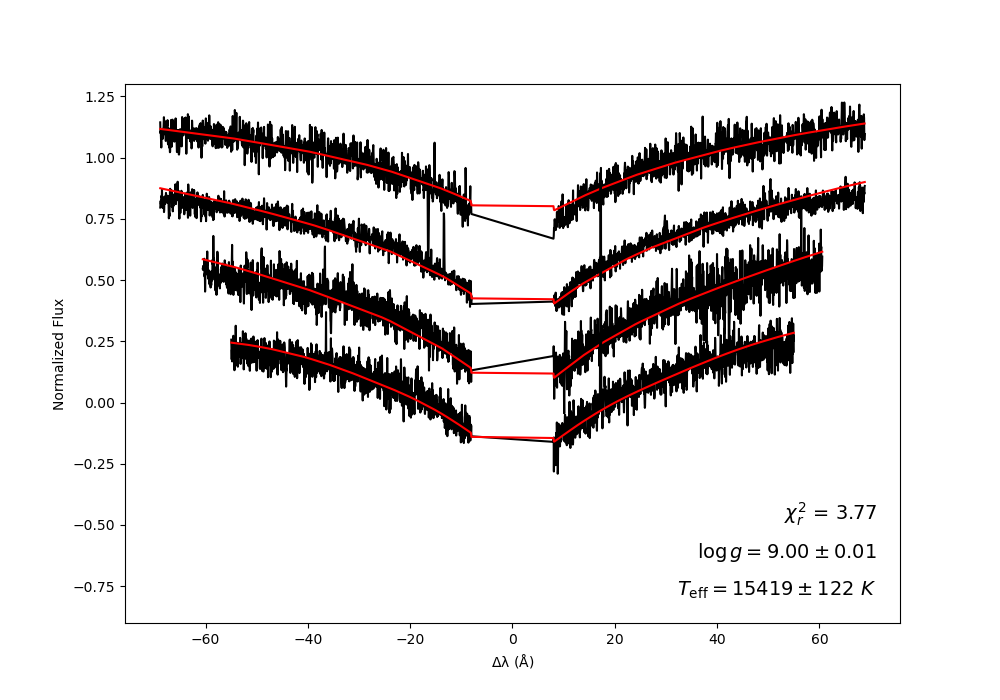 1.25
1.00
0.75
0.50
0.25
0.00
−0.25
−0.50
−0.75
Normalized Flux
χ²ᵣ = 3.77
log g = 9.00 ± 0.01
T_eff = 15419 ± 122 K
−60 −40 −20 0 20 40 60
Δλ (Å)